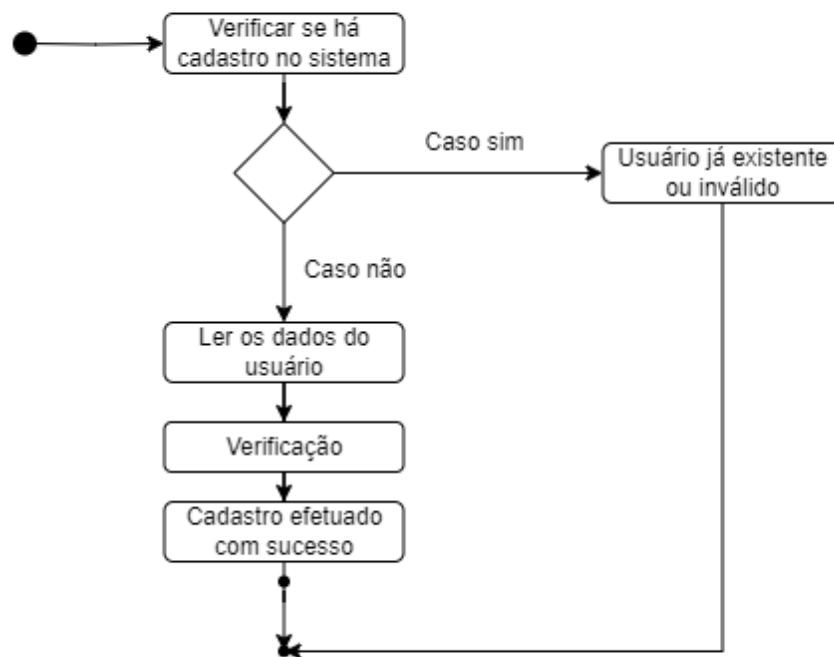 Verificar se há
cadastro no sistema
Caso sim
Usuário já existente
ou inválido
Caso não
Ler os dados do
usuário
Verificação
Cadastro efetuado
com sucesso